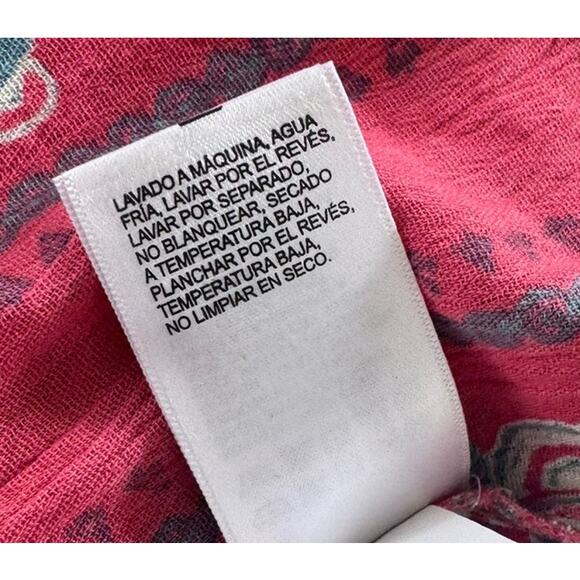 LAVADO A MÁQUINA, AGUA
FRÍA, LAVAR POR EL REVÉS,
LAVAR POR SEPARADO,
NO BLANQUEAR, SECADO
A TEMPERATURA BAJA,
PLANCHAR POR EL REVÉS,
TEMPERATURA BAJA,
NO LIMPIAR EN SECO.